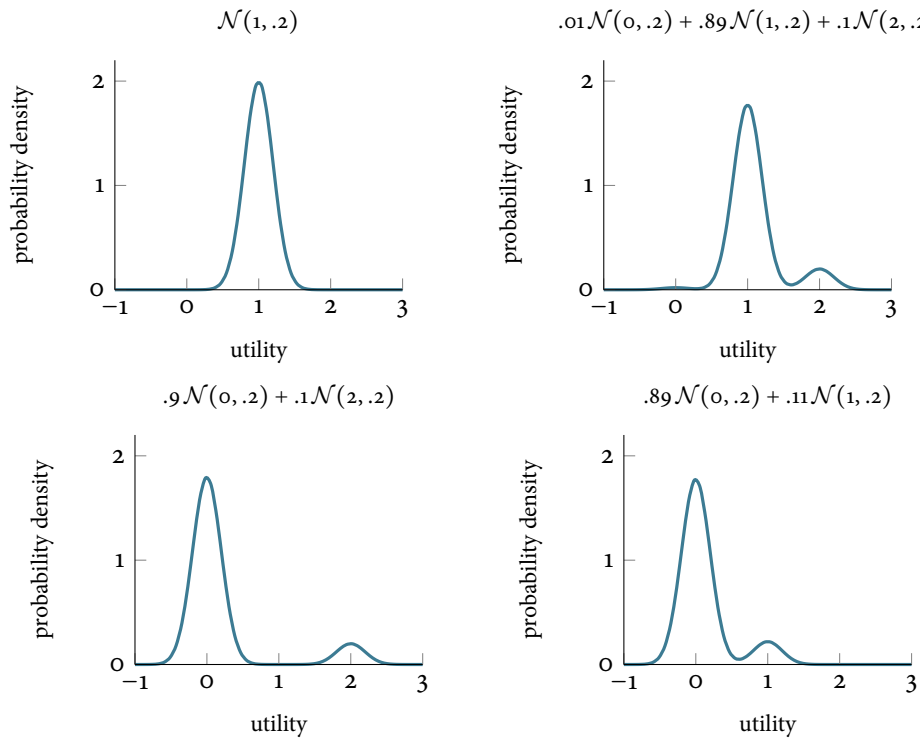 𝒩(1, .2)
probability density
2
1
0
−1 0 1 2 3
utility
.01𝒩(0, .2) + .89𝒩(1, .2) + .1𝒩(2, .2
probability density
2
1
0
−1 0 1 2 3
utility
.9𝒩(0, .2) + .1𝒩(2, .2)
probability density
2
1
0
−1 0 1 2 3
utility
.89𝒩(0, .2) + .11𝒩(1, .2)
probability density
2
1
0
−1 0 1 2 3
utility